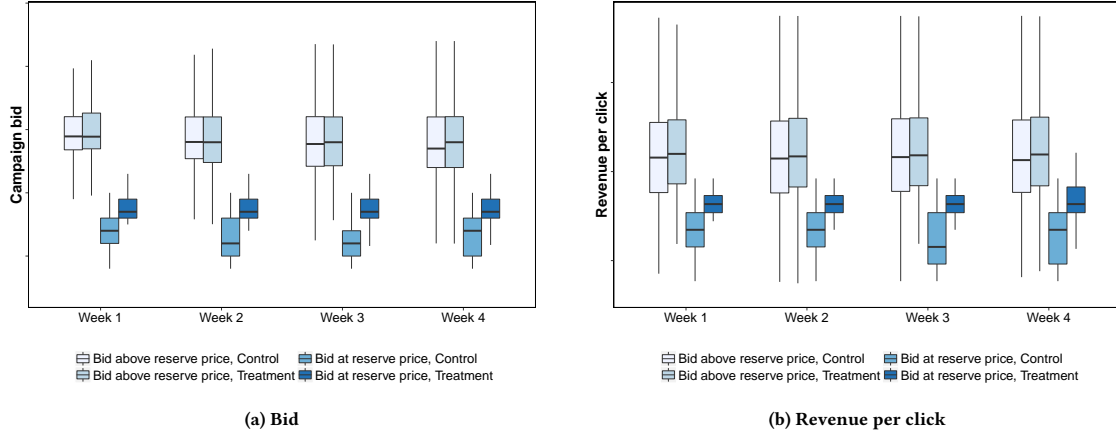 Campaign bid
Week 1 Week 2 Week 3 Week 4
Bid above reserve price, Control Bid at reserve price, Control
Bid above reserve price, Treatment Bid at reserve price, Treatment
(a) Bid
Revenue per click
Week 1 Week 2 Week 3 Week 4
Bid above reserve price, Control Bid at reserve price, Control
Bid above reserve price, Treatment Bid at reserve price, Treatment
(b) Revenue per click